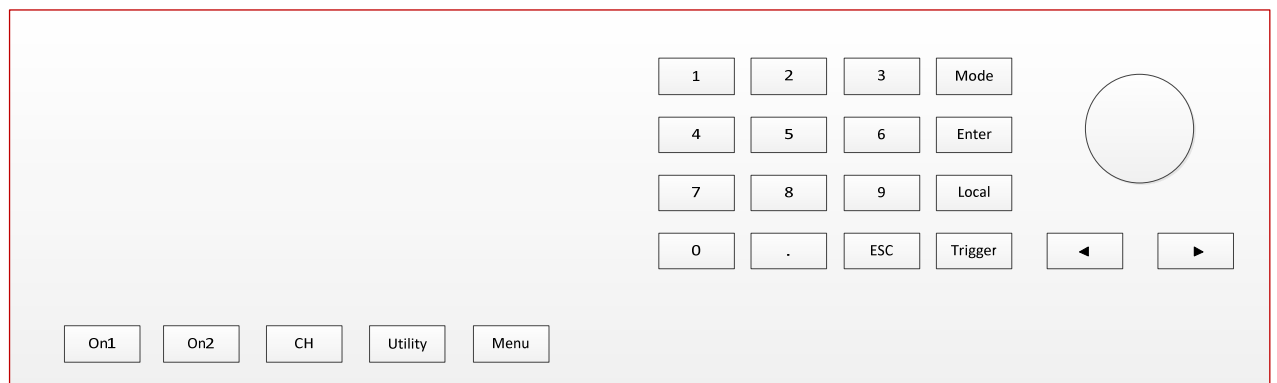 1 2 3 Mode
4 5 6 Enter
7 8 9 Local
0 . ESC Trigger ◄ ►
On1 On2 CH Utility Menu